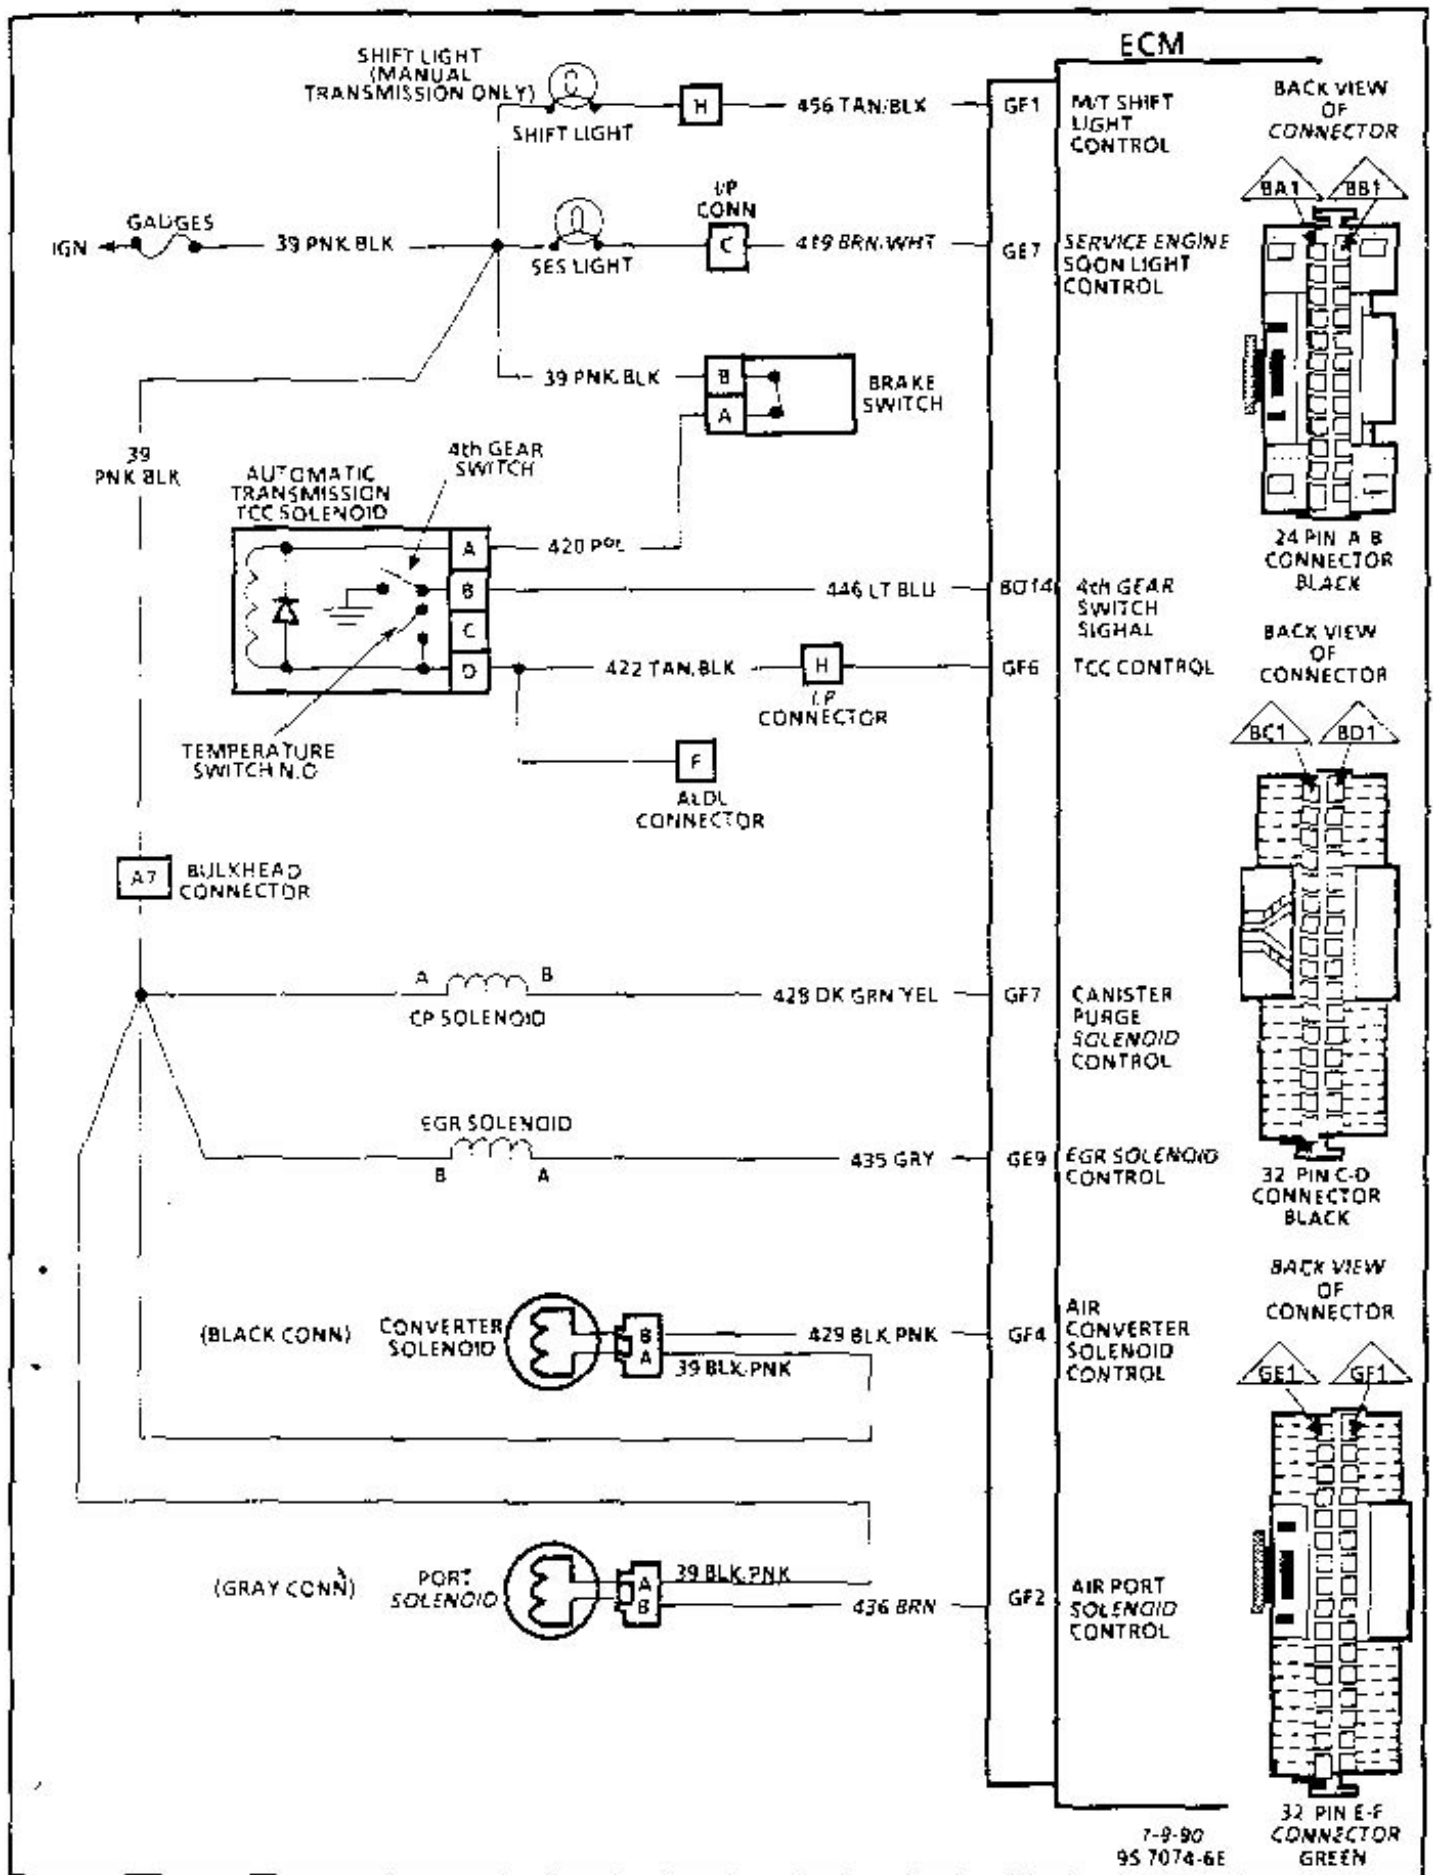 ECM
SHIFT LIGHT
(MANUAL
TRANSMISSION ONLY)
SHIFT LIGHT
H
456 TAN/BLK
GF1
M/T SHIFT
LIGHT
CONTROL
BACK VIEW
OF
CONNECTOR
BA1
BB1
IGN
GADGES
39 PNK BLK
SES LIGHT
I/P
CONN
C
419 BRN/WHT
GE7
SERVICE ENGINE
SOON LIGHT
CONTROL
39 PNK/BLK
B
A
BRAKE
SWITCH
39
PNK BLK
4th GEAR
SWITCH
AUTOMATIC
TRANSMISSION
TCC SOLENOID
A
B
C
D
420 PPL
446 LT BLU
BD14
4th GEAR
SWITCH
SIGHAL
24 PIN A B
CONNECTOR
BLACK
422 TAN/BLK
H
I.P
CONNECTOR
GF6
TCC CONTROL
BACK VIEW
OF
CONNECTOR
BC1
BD1
TEMPERATURE
SWITCH N.O
F
ALDL
CONNECTOR
A7
BULKHEAD
CONNECTOR
A
B
CP SOLENOID
428 DK GRN YEL
GF7
CANISTER
PURGE
SOLENOID
CONTROL
EGR SOLENOID
B
A
435 GRY
GE9
EGR SOLENOID
CONTROL
32 PIN C-D
CONNECTOR
BLACK
(BLACK CONN)
CONVERTER
SOLENOID
B
A
429 BLK PNK
39 BLK/PNK
GF4
AIR
CONVERTER
SOLENOID
CONTROL
BACK VIEW
OF
CONNECTOR
GE1
GF1
(GRAY CONN)
PORT
SOLENOID
A
B
39 BLK/PNK
436 BRN
GF2
AIR PORT
SOLENOID
CONTROL
32 PIN E-F
CONNECTOR
GREEN
7-9-90
95 7074-6E